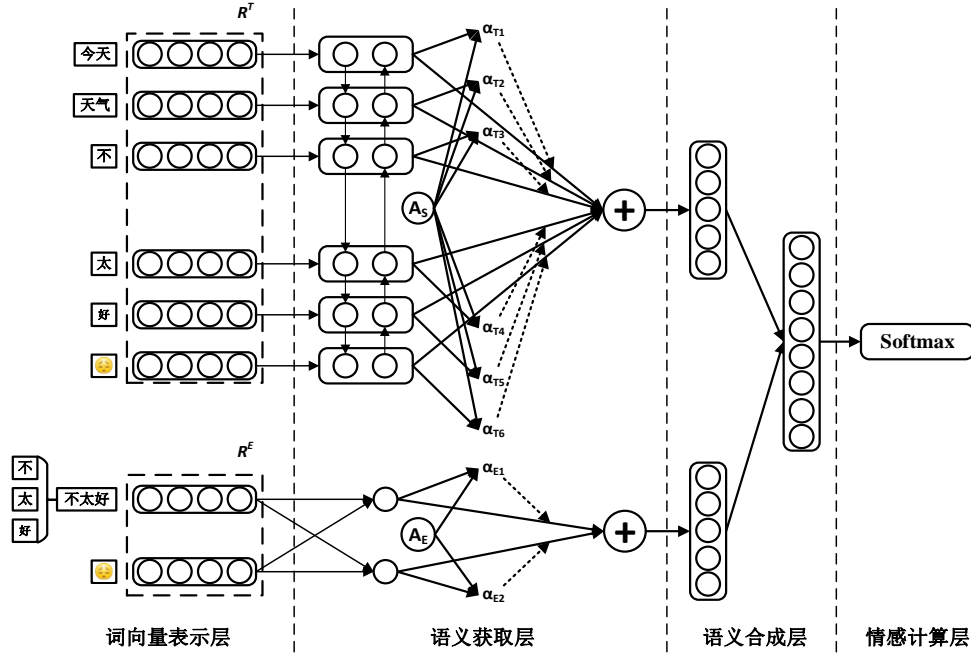 R^T
今天
天气
不
太
好
😔
A_S
α_T1
α_T2
α_T3
α_T4
α_T5
α_T6
+
Softmax
R^E
不
太
好
不太好
😔
A_E
α_E1
α_E2
+
词向量表示层
语义获取层
语义合成层
情感计算层